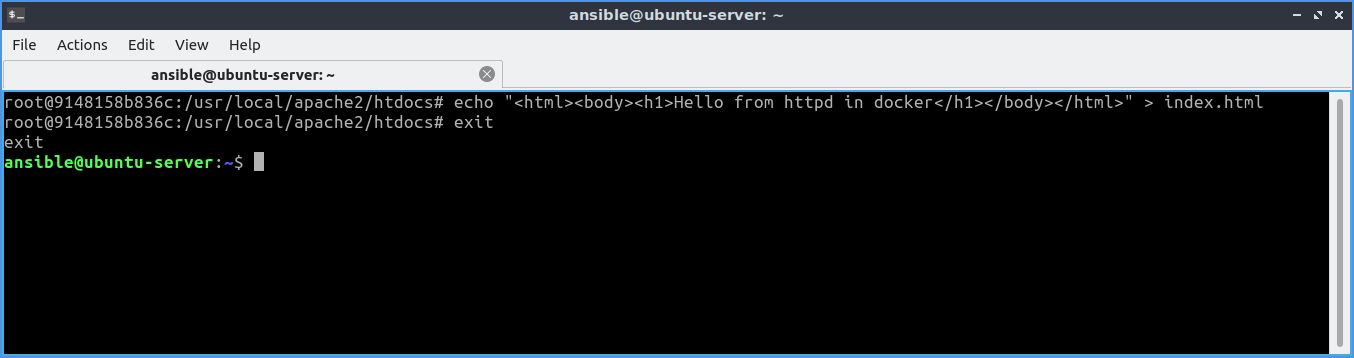 ansible@ubuntu-server: ~
File Actions Edit View Help
ansible@ubuntu-server: ~
root@9148158b836c:/usr/local/apache2/htdocs# echo "<html><body><h1>Hello from httpd in docker</h1></body></html>" > index.html
root@9148158b836c:/usr/local/apache2/htdocs# exit
exit
ansible@ubuntu-server:~$